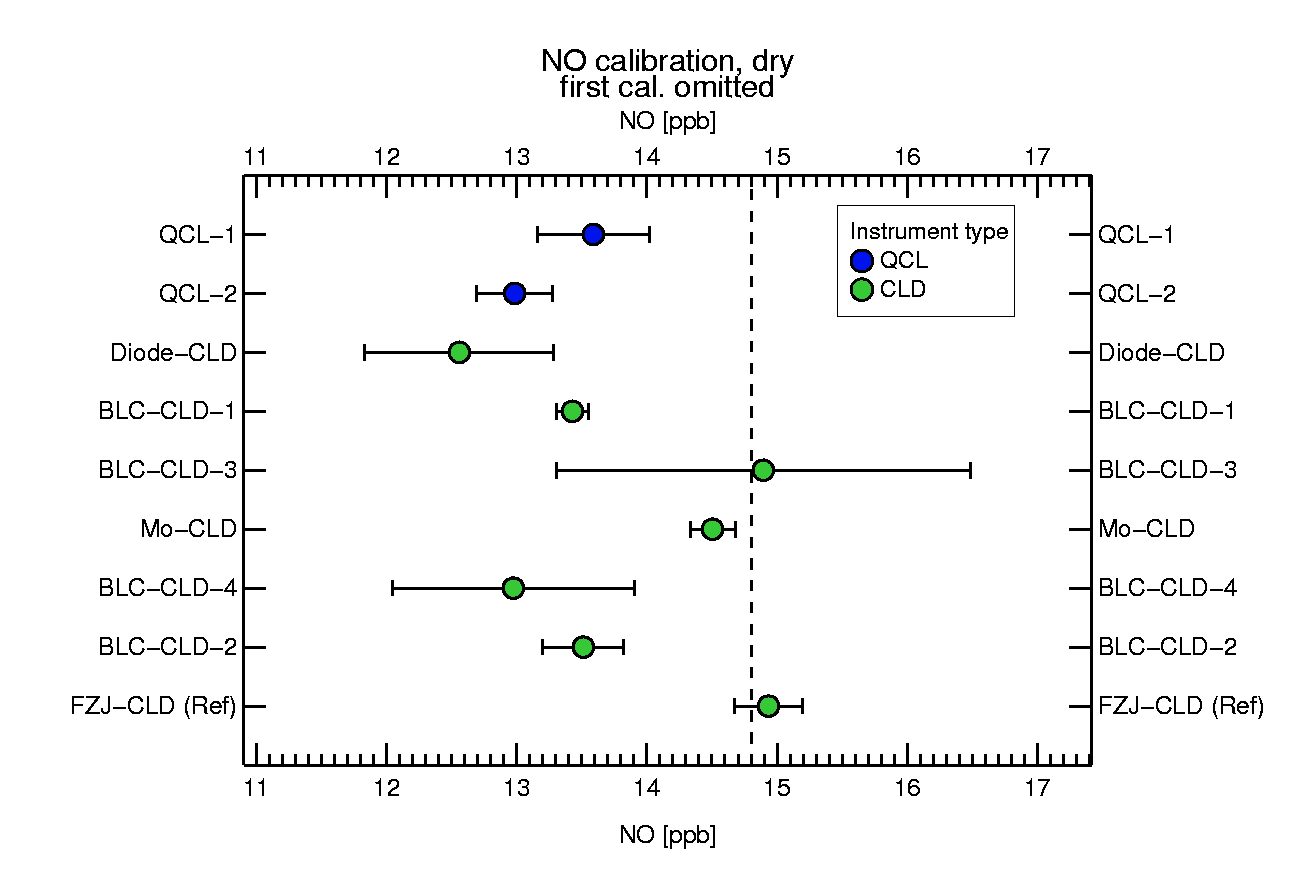 NO calibration, dry
first cal. omitted
NO [ppb]
11 12 13 14 15 16 17
QCL−1 QCL−1
Instrument type
QCL
CLD
QCL−2 QCL−2
Diode−CLD Diode−CLD
BLC−CLD−1 BLC−CLD−1
BLC−CLD−3 BLC−CLD−3
Mo−CLD Mo−CLD
BLC−CLD−4 BLC−CLD−4
BLC−CLD−2 BLC−CLD−2
FZJ−CLD (Ref) FZJ−CLD (Ref)
11 12 13 14 15 16 17
NO [ppb]